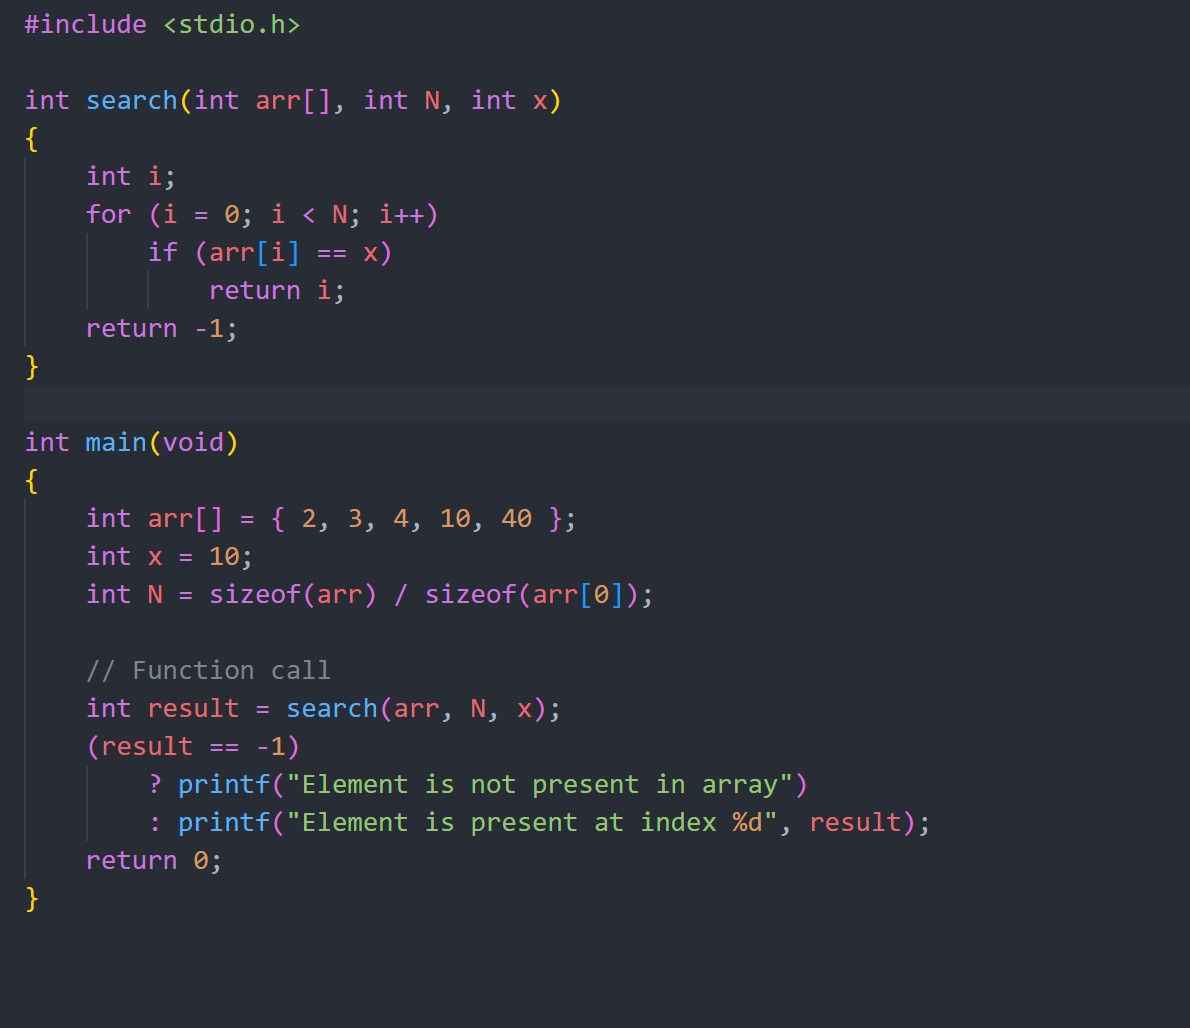 #include <stdio.h>

int search(int arr[], int N, int x)
{
    int i;
    for (i = 0; i < N; i++)
        if (arr[i] == x)
            return i;
    return -1;
}

int main(void)
{
    int arr[] = { 2, 3, 4, 10, 40 };
    int x = 10;
    int N = sizeof(arr) / sizeof(arr[0]);

    // Function call
    int result = search(arr, N, x);
    (result == -1)
        ? printf("Element is not present in array")
        : printf("Element is present at index %d", result);
    return 0;
}